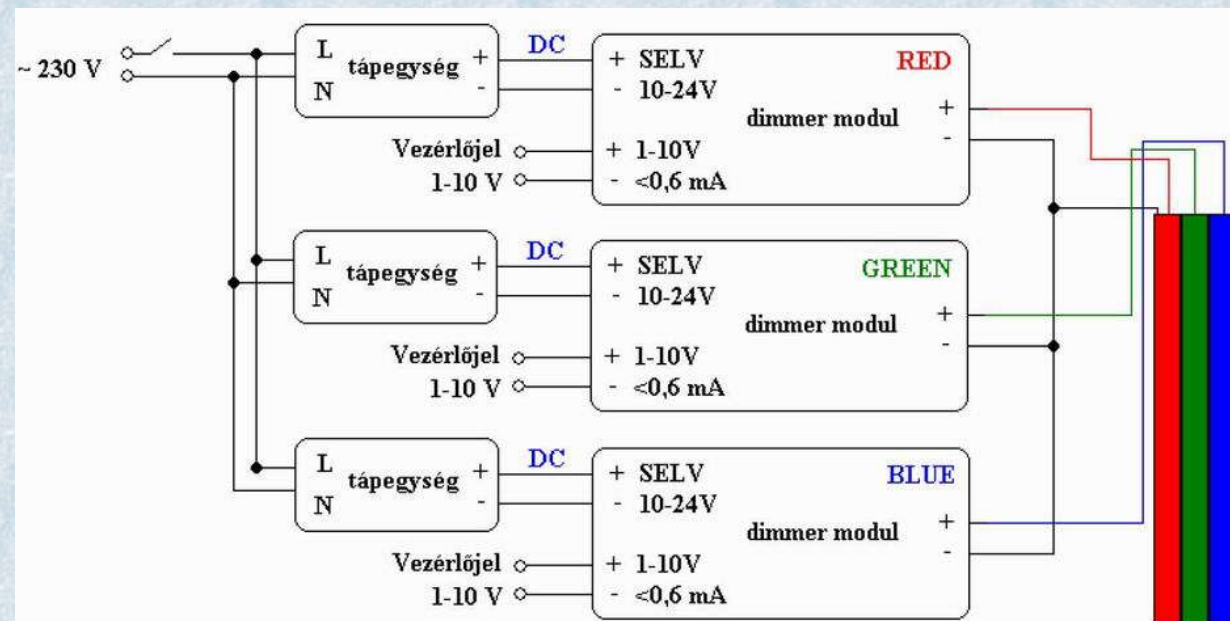 ~ 230 V
L
N
tápegység
+
-
DC
+ SELV
- 10-24V
RED
dimmer modul
+
-
Vezérlőjel
1-10 V
+ 1-10V
- <0,6 mA
L
N
tápegység
+
-
DC
+ SELV
- 10-24V
GREEN
dimmer modul
+
-
Vezérlőjel
1-10 V
+ 1-10V
- <0,6 mA
L
N
tápegység
+
-
DC
+ SELV
- 10-24V
BLUE
dimmer modul
+
-
Vezérlőjel
1-10 V
+ 1-10V
- <0,6 mA